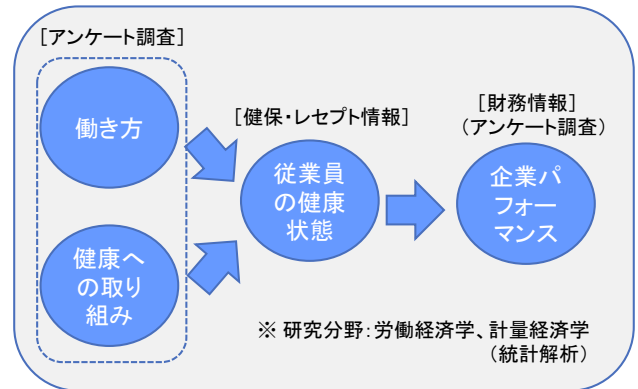 [アンケート調査]
働き方
健康へ
の取り
組み
[健保・レセプト情報]
従業員
の健康
状態
[財務情報]
(アンケート調査)
企業パ
フォー
マンス
※ 研究分野:労働経済学、計量経済学
(統計解析)